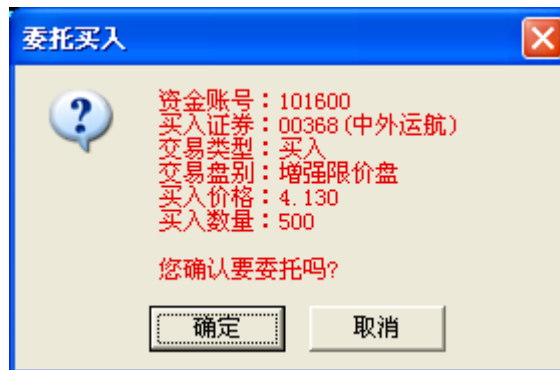 委托买入
资金账号：101600
买入证券：00368(中外运航)
交易类型：买入
交易盘别：增强限价盘
买入价格：4.130
买入数量：500
您确认要委托吗?
确定
取消